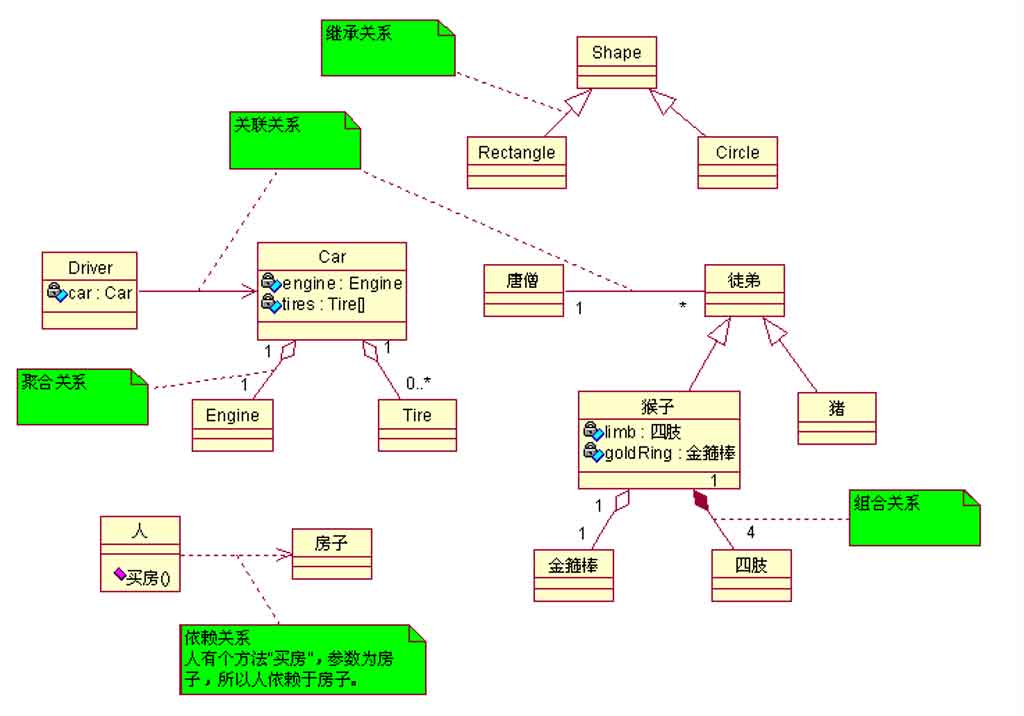 继承关系
Shape
Rectangle
Circle
关联关系
Driver
car : Car
Car
engine : Engine
tires : Tire[]
唐僧
1
*
徒弟
聚合关系
1
1
1
0..*
Engine
Tire
猴子
limb : 四肢
goldRing : 金箍棒
猪
1
1
1
4
金箍棒
四肢
组合关系
人
买房()
房子
依赖关系
人有个方法"买房"，参数为房
子，所以人依赖于房子。